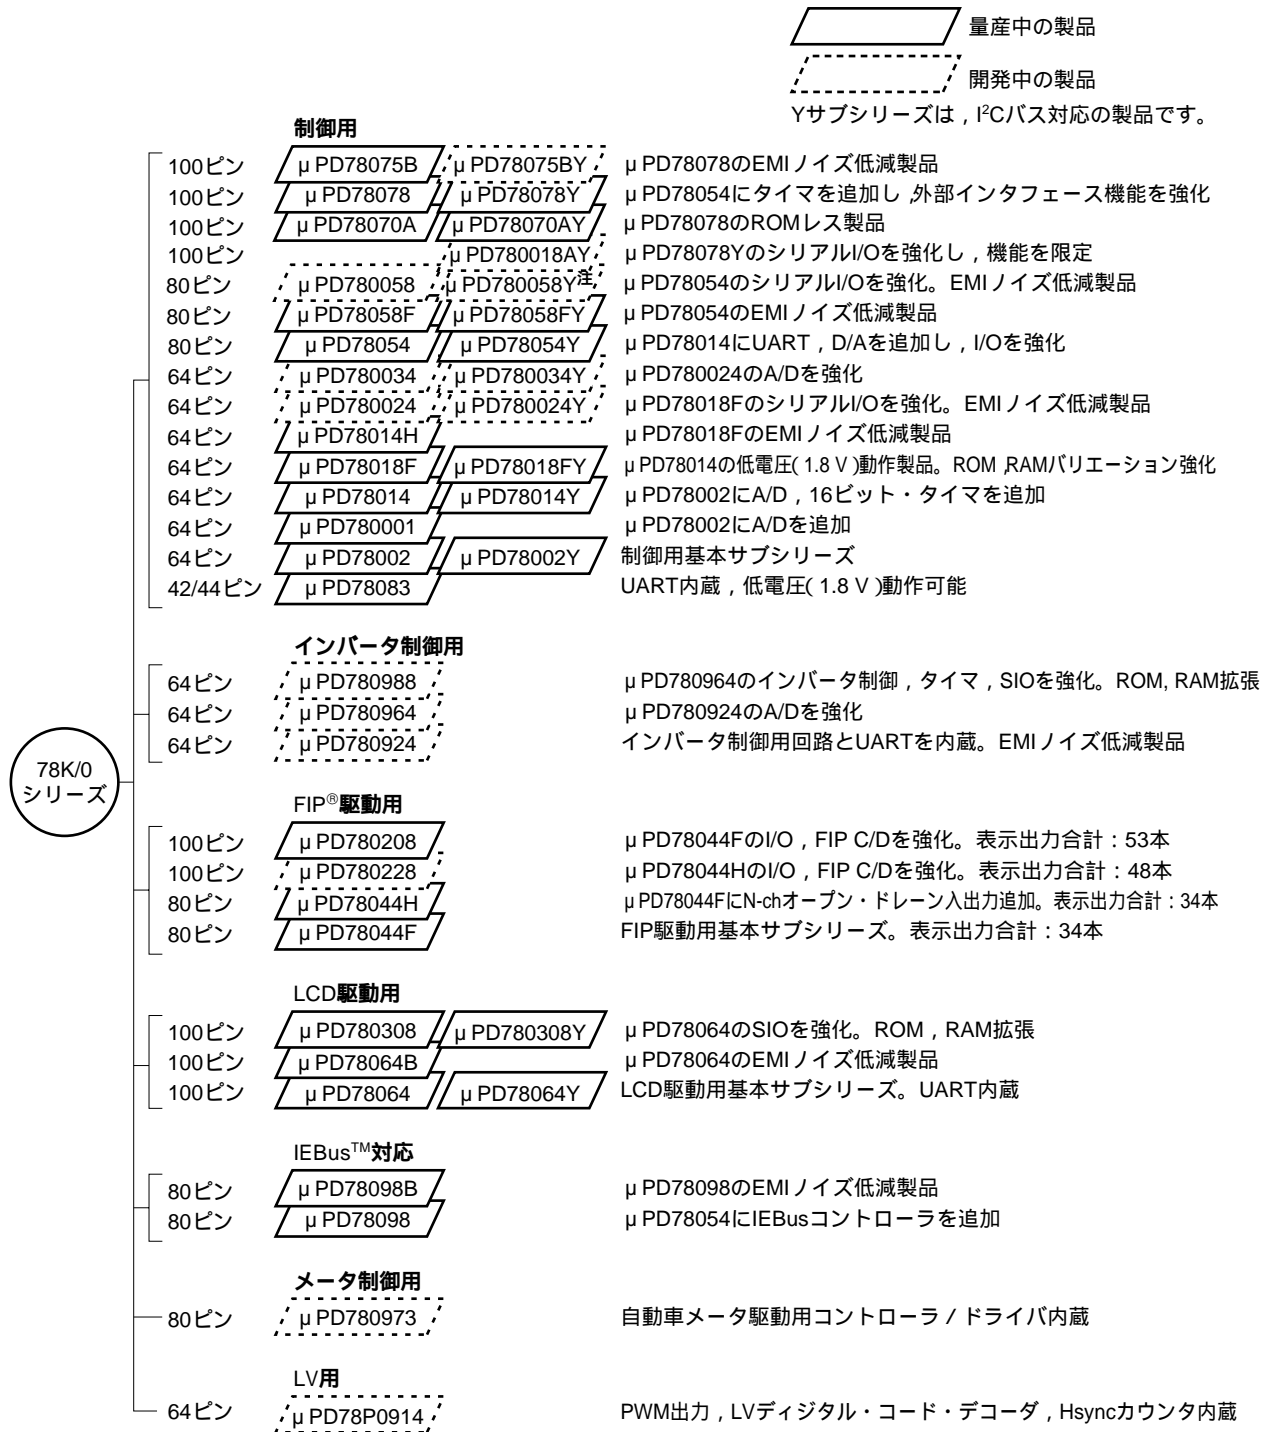 量産中の製品
開発中の製品
Yサブシリーズは，I²Cバス対応の製品です。
制御用
100ピン μPD78075B μPD78075BY μPD78078のEMIノイズ低減製品
100ピン μPD78078 μPD78078Y μPD78054にタイマを追加し，外部インタフェース機能を強化
100ピン μPD78070A μPD78070AY μPD78078のROMレス製品
100ピン μPD780018AY μPD78078YのシリアルI/Oを強化し，機能を限定
80ピン μPD780058 μPD780058Y注 μPD78054のシリアルI/Oを強化。EMIノイズ低減製品
80ピン μPD78058F μPD78058FY μPD78054のEMIノイズ低減製品
80ピン μPD78054 μPD78054Y μPD78014にUART，D/Aを追加し，I/Oを強化
64ピン μPD780034 μPD780034Y μPD780024のA/Dを強化
64ピン μPD780024 μPD780024Y μPD78018FのシリアルI/Oを強化。EMIノイズ低減製品
64ピン μPD78014H μPD78018FのEMIノイズ低減製品
64ピン μPD78018F μPD78018FY μPD78014の低電圧（1.8 V）動作製品。ROM，RAMバリエーション強化
64ピン μPD78014 μPD78014Y μPD78002にA/D，16ビット・タイマを追加
64ピン μPD780001 μPD78002にA/Dを追加
64ピン μPD78002 μPD78002Y 制御用基本サブシリーズ
42/44ピン μPD78083 UART内蔵，低電圧（1.8 V）動作可能
インバータ制御用
64ピン μPD780988 μPD780964のインバータ制御，タイマ，SIOを強化。ROM, RAM拡張
64ピン μPD780964 μPD780924のA/Dを強化
64ピン μPD780924 インバータ制御用回路とUARTを内蔵。EMIノイズ低減製品
78K/0
シリーズ
FIP®駆動用
100ピン μPD780208 μPD78044FのI/O，FIP C/Dを強化。表示出力合計：53本
100ピン μPD780228 μPD78044HのI/O，FIP C/Dを強化。表示出力合計：48本
80ピン μPD78044H μPD78044FにN-chオープン・ドレーン入出力追加。表示出力合計：34本
80ピン μPD78044F FIP駆動用基本サブシリーズ。表示出力合計：34本
LCD駆動用
100ピン μPD780308 μPD780308Y μPD78064のSIOを強化。ROM，RAM拡張
100ピン μPD78064B μPD78064のEMIノイズ低減製品
100ピン μPD78064 μPD78064Y LCD駆動用基本サブシリーズ。UART内蔵
IEBus™対応
80ピン μPD78098B μPD78098のEMIノイズ低減製品
80ピン μPD78098 μPD78054にIEBusコントローラを追加
メータ制御用
80ピン μPD780973 自動車メータ駆動用コントローラ／ドライバ内蔵
LV用
64ピン μPD78P0914 PWM出力，LVディジタル・コード・デコーダ，Hsyncカウンタ内蔵